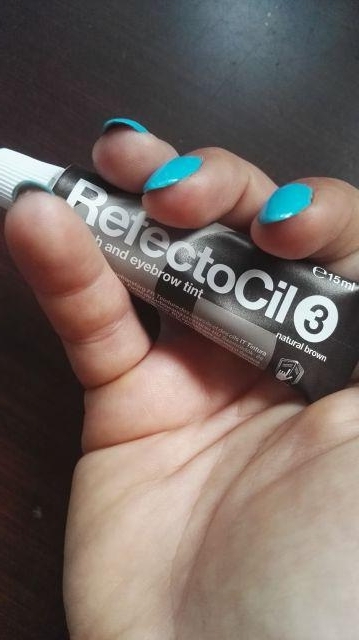 RefectoCil 3
h and eyebrow tint
natural brown
℮15 ml